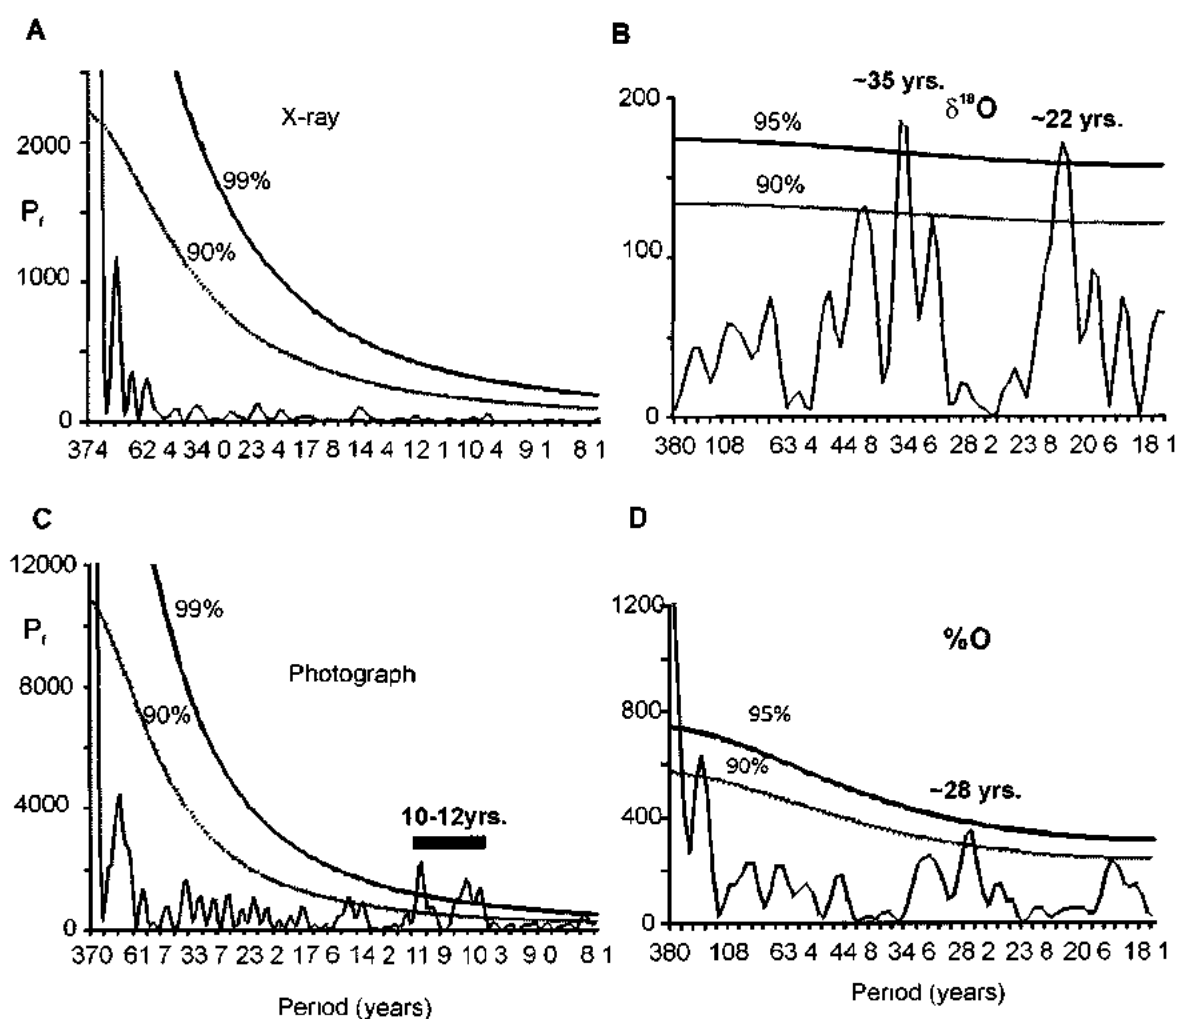 A
X-ray
2000
99%
P_f
90%
1000
0
374 62 4 34 0 23 4 17 8 14 4 12 1 10 4 9 1 8 1
B
~35 yrs.
δ¹⁸O
~22 yrs.
200
95%
90%
100
0
380 108 63 4 44 8 34 6 28 2 23 8 20 6 18 1
C
12000
99%
P_f
Photograph
8000
90%
4000
10-12yrs.
0
370 61 7 33 7 23 2 17 6 14 2 11 9 10 3 9 0 8 1
Period (years)
D
1200
%O
800
95%
90%
~28 yrs.
400
0
380 108 63 4 44 8 34 6 28 2 23 8 20 6 18 1
Period (years)